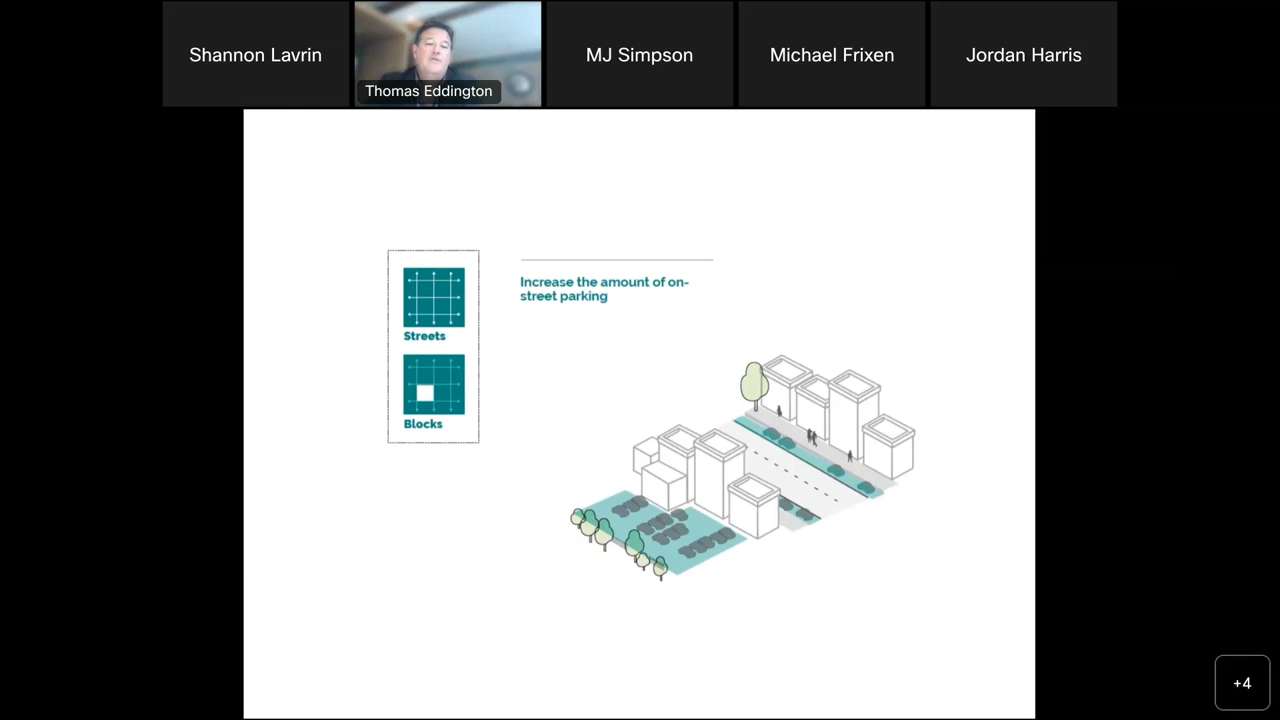 Shannon Lavrin
Thomas Eddington
MJ Simpson
Michael Frixen
Jordan Harris
Streets
Blocks
Increase the amount of on-
street parking
+4